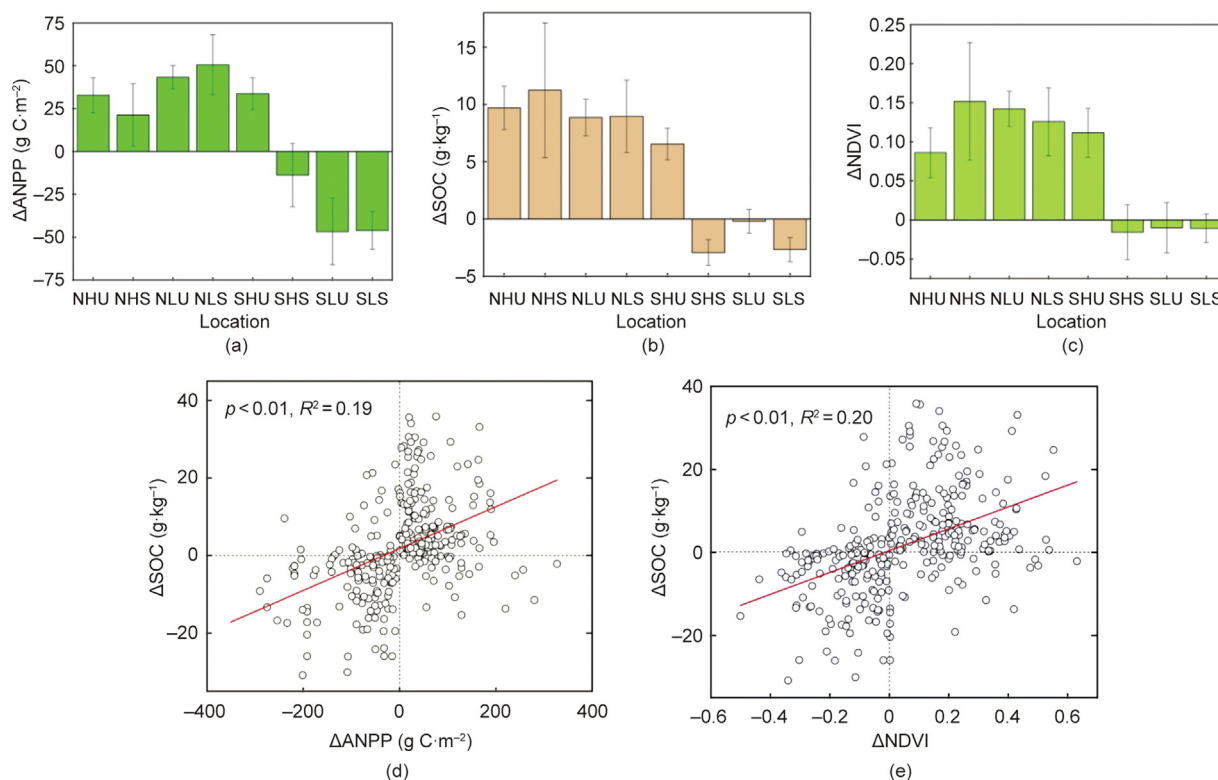 75
50
25
0
–25
–50
–75
ΔANPP (g C·m⁻²)
NHU NHS NLU NLS SHU SHS SLU SLS
Location
(a)
15
10
5
0
–5
ΔSOC (g·kg⁻¹)
NHU NHS NLU NLS SHU SHS SLU SLS
Location
(b)
0.25
0.20
0.15
0.10
0.05
0
–0.05
ΔNDVI
NHU NHS NLU NLS SHU SHS SLU SLS
Location
(c)
p < 0.01, R² = 0.19
40
20
0
–20
ΔSOC (g·kg⁻¹)
–400 –200 0 200 400
ΔANPP (g C·m⁻²)
(d)
p < 0.01, R² = 0.20
40
20
0
–20
ΔSOC (g·kg⁻¹)
–0.6 –0.4 –0.2 0 0.2 0.4 0.6
ΔNDVI
(e)